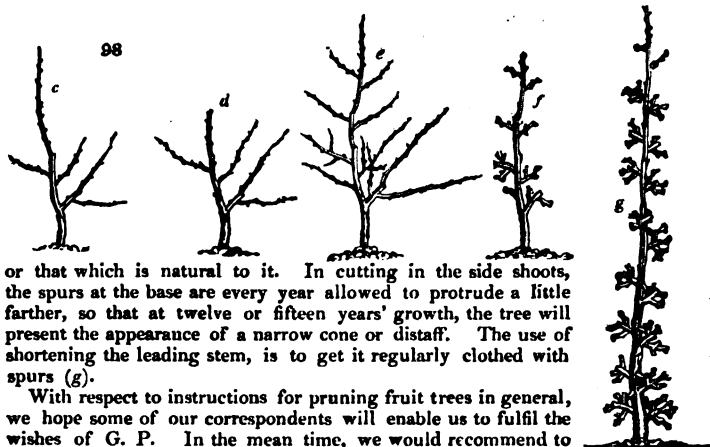 98
c
d
e
f
g
or that which is natural to it. In cutting in the side shoots,
the spurs at the base are every year allowed to protrude a little
farther, so that at twelve or fifteen years' growth, the tree will
present the appearance of a narrow cone or distaff. The use of
shortening the leading stem, is to get it regularly clothed with
spurs (g).
With respect to instructions for pruning fruit trees in general,
we hope some of our correspondents will enable us to fulfil the
wishes of G. P. In the mean time, we would recommend to